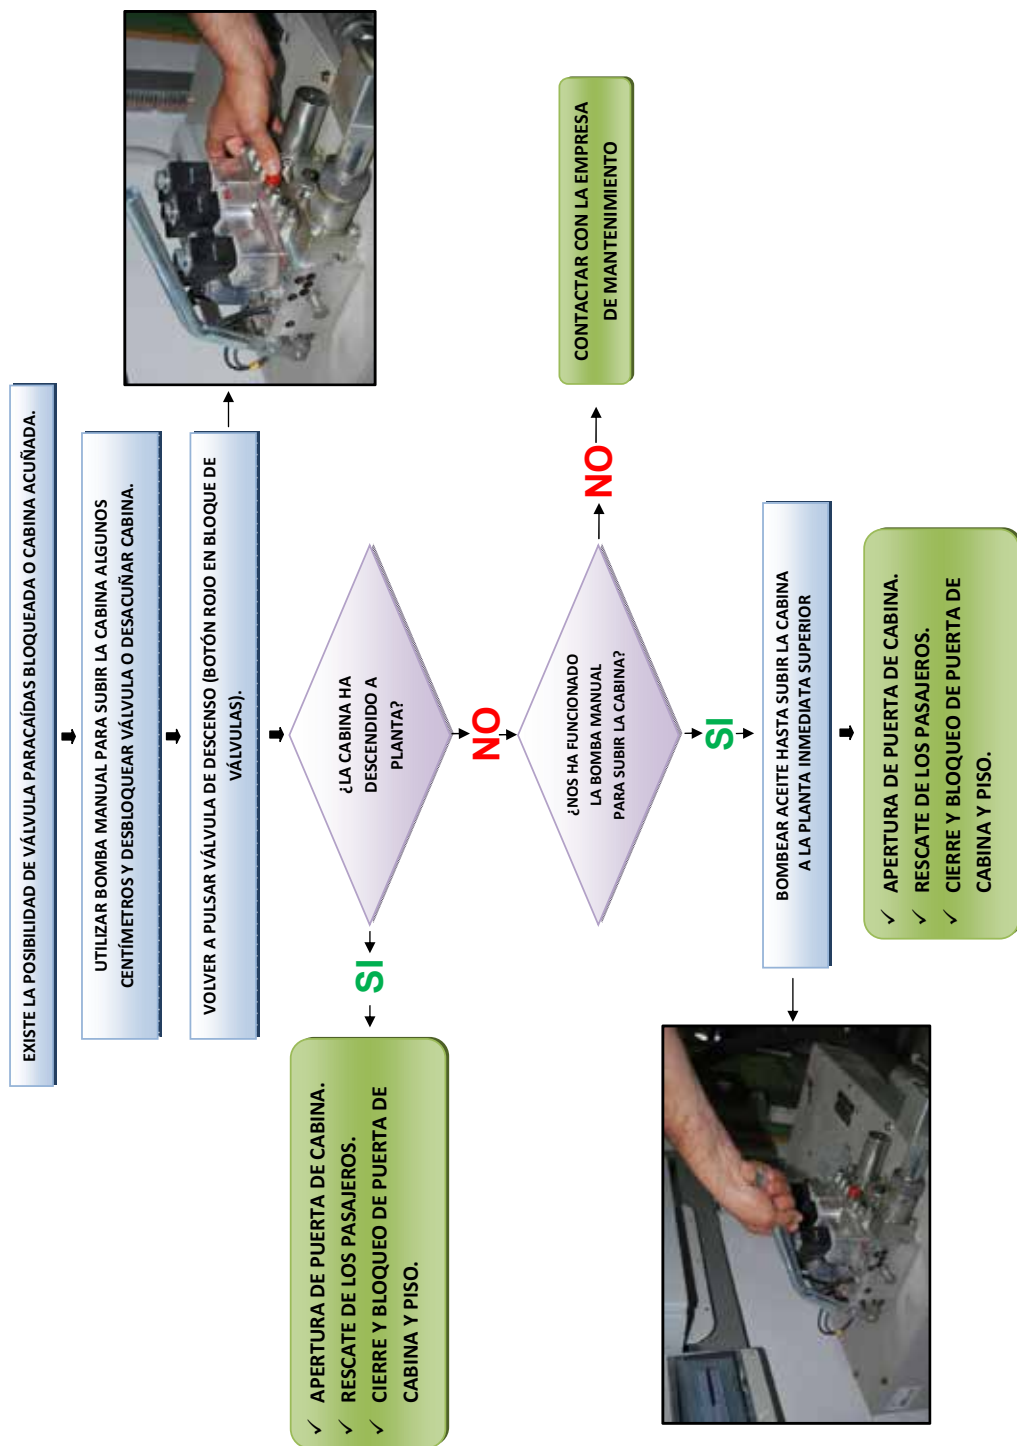 EXISTE LA POSIBILIDAD DE VÁLVULA PARACAÍDAS BLOQUEADA O CABINA ACUÑADA.
UTILIZAR BOMBA MANUAL PARA SUBIR LA CABINA ALGUNOS
CENTÍMETROS Y DESBLOQUEAR VÁLVULA O DESACUÑAR CABINA.
VOLVER A PULSAR VÁLVULA DE DESCENSO (BOTÓN ROJO EN BLOQUE DE
VÁLVULAS).
¿LA CABINA HA
DESCENDIDO A
PLANTA?
SI
✓ APERTURA DE PUERTA DE CABINA.
✓ RESCATE DE LOS PASAJEROS.
✓ CIERRE Y BLOQUEO DE PUERTA DE
CABINA Y PISO.
NO
¿NOS HA FUNCIONADO
LA BOMBA MANUAL
PARA SUBIR LA CABINA?
NO
CONTACTAR CON LA EMPRESA
DE MANTENIMIENTO
SI
BOMBEAR ACEITE HASTA SUBIR LA CABINA
A LA PLANTA INMEDIATA SUPERIOR
✓ APERTURA DE PUERTA DE CABINA.
✓ RESCATE DE LOS PASAJEROS.
✓ CIERRE Y BLOQUEO DE PUERTA DE
CABINA Y PISO.